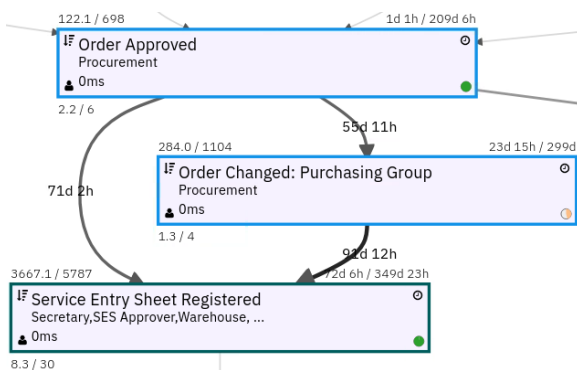 122.1 / 698
1d 1h / 209d 6h
Order Approved
Procurement
0ms
2.2 / 6
55d 11h
284.0 / 1104
23d 15h / 299d
Order Changed: Purchasing Group
Procurement
0ms
71d 2h
1.3 / 4
91d 12h
3667.1 / 5787
72d 6h / 349d 23h
Service Entry Sheet Registered
Secretary,SES Approver,Warehouse, ...
0ms
8.3 / 30